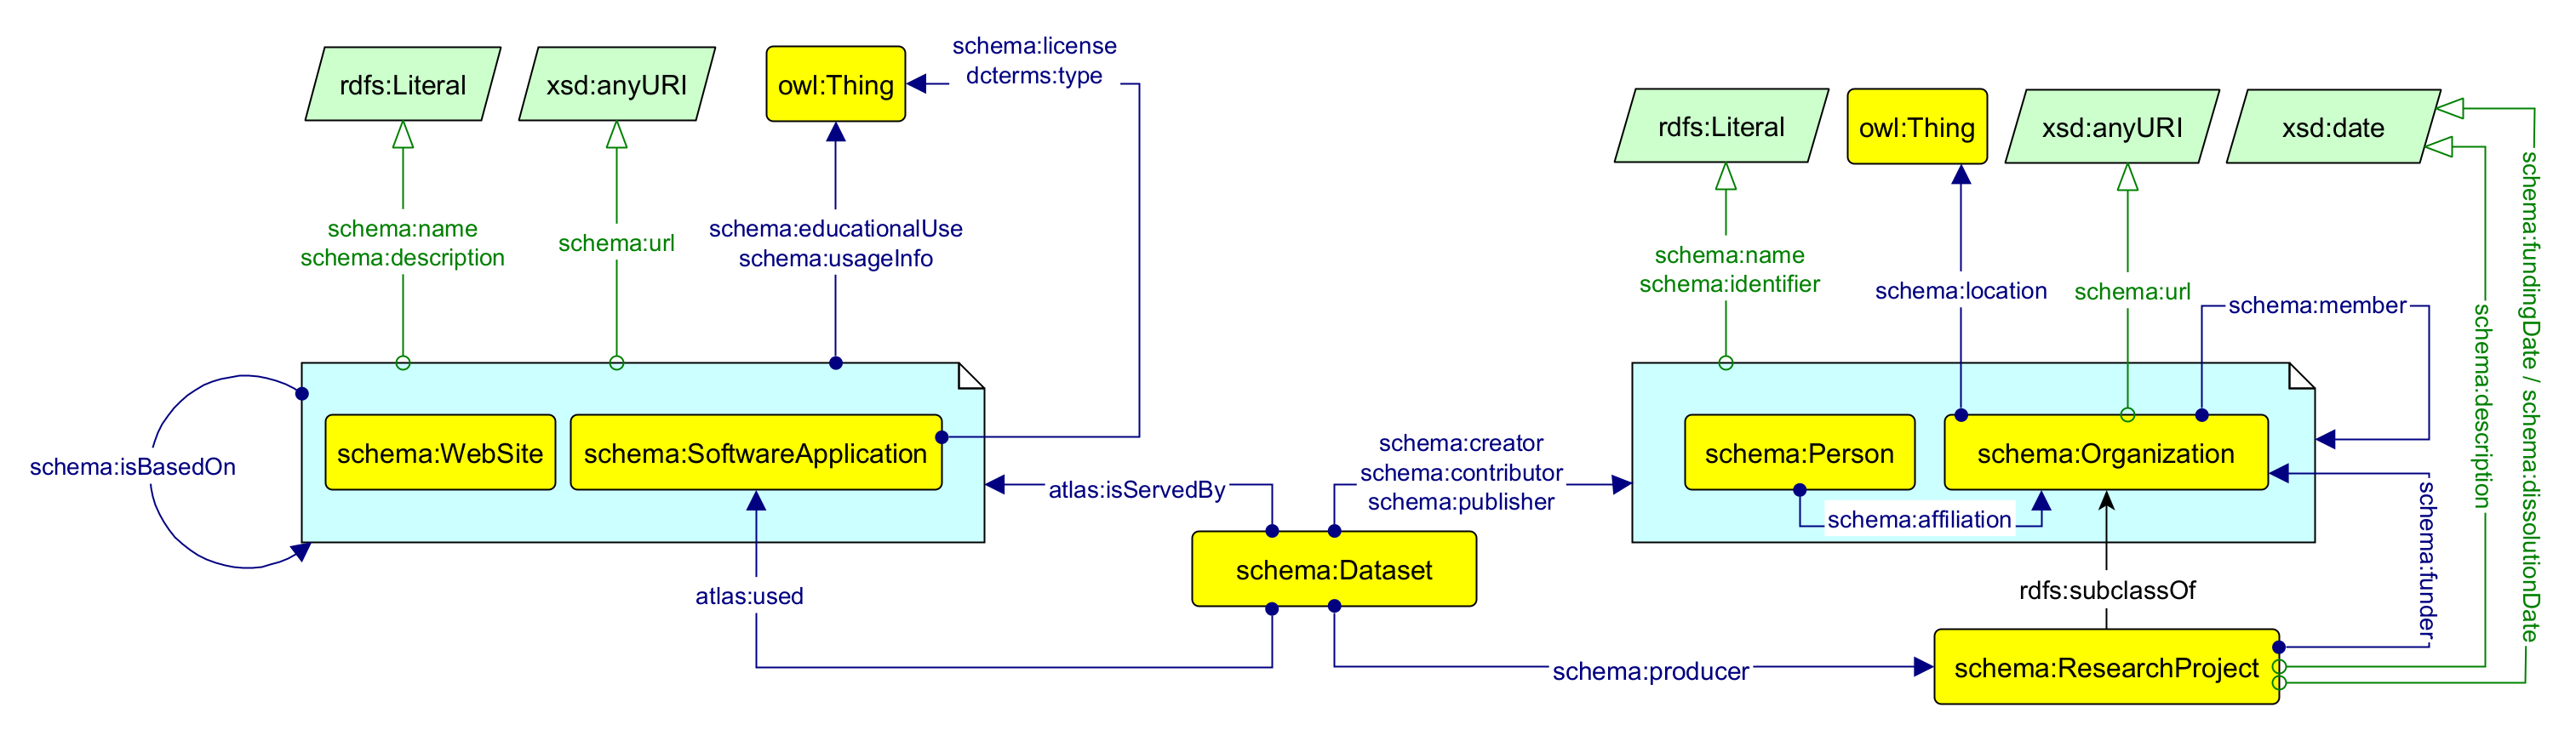 rdfs:Literal
xsd:anyURI
owl:Thing
schema:license
dcterms:type
schema:name
schema:description
schema:url
schema:educationalUse
schema:usageInfo
schema:isBasedOn
schema:WebSite
schema:SoftwareApplication
atlas:isServedBy
atlas:used
schema:creator
schema:contributor
schema:publisher
schema:Dataset
schema:producer
rdfs:Literal
owl:Thing
xsd:anyURI
xsd:date
schema:name
schema:identifier
schema:location
schema:url
schema:member
schema:Person
schema:Organization
schema:affiliation
rdfs:subclassOf
schema:ResearchProject
schema:funder
schema:description
schema:fundingDate / schema:dissolutionDate